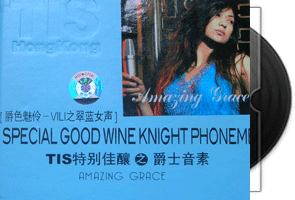 TIS
HongKong
Amazing Grace
[ 爵色魅伶－VILI之翠蓝女声 ]
SPECIAL GOOD WINE KNIGHT PHONEME
TIS特别佳酿之爵士音素
AMAZING GRACE